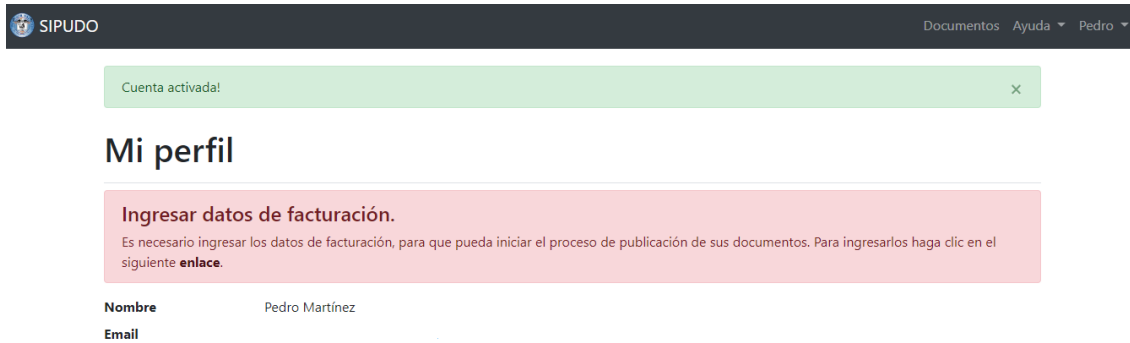 SIPUDO
Documentos Ayuda Pedro
Cuenta activada!
×
Mi perfil
Ingresar datos de facturación.
Es necesario ingresar los datos de facturación, para que pueda iniciar el proceso de publicación de sus documentos. Para ingresarlos haga clic en el
siguiente enlace.
Nombre Pedro Martínez
Email